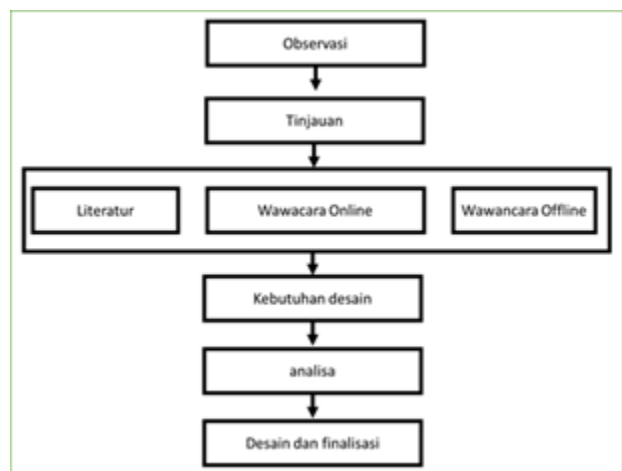 Observasi
Tinjauan
Literatur
Wawacara Online
Wawancara Offline
Kebutuhan desain
analisa
Desain dan finalisasi